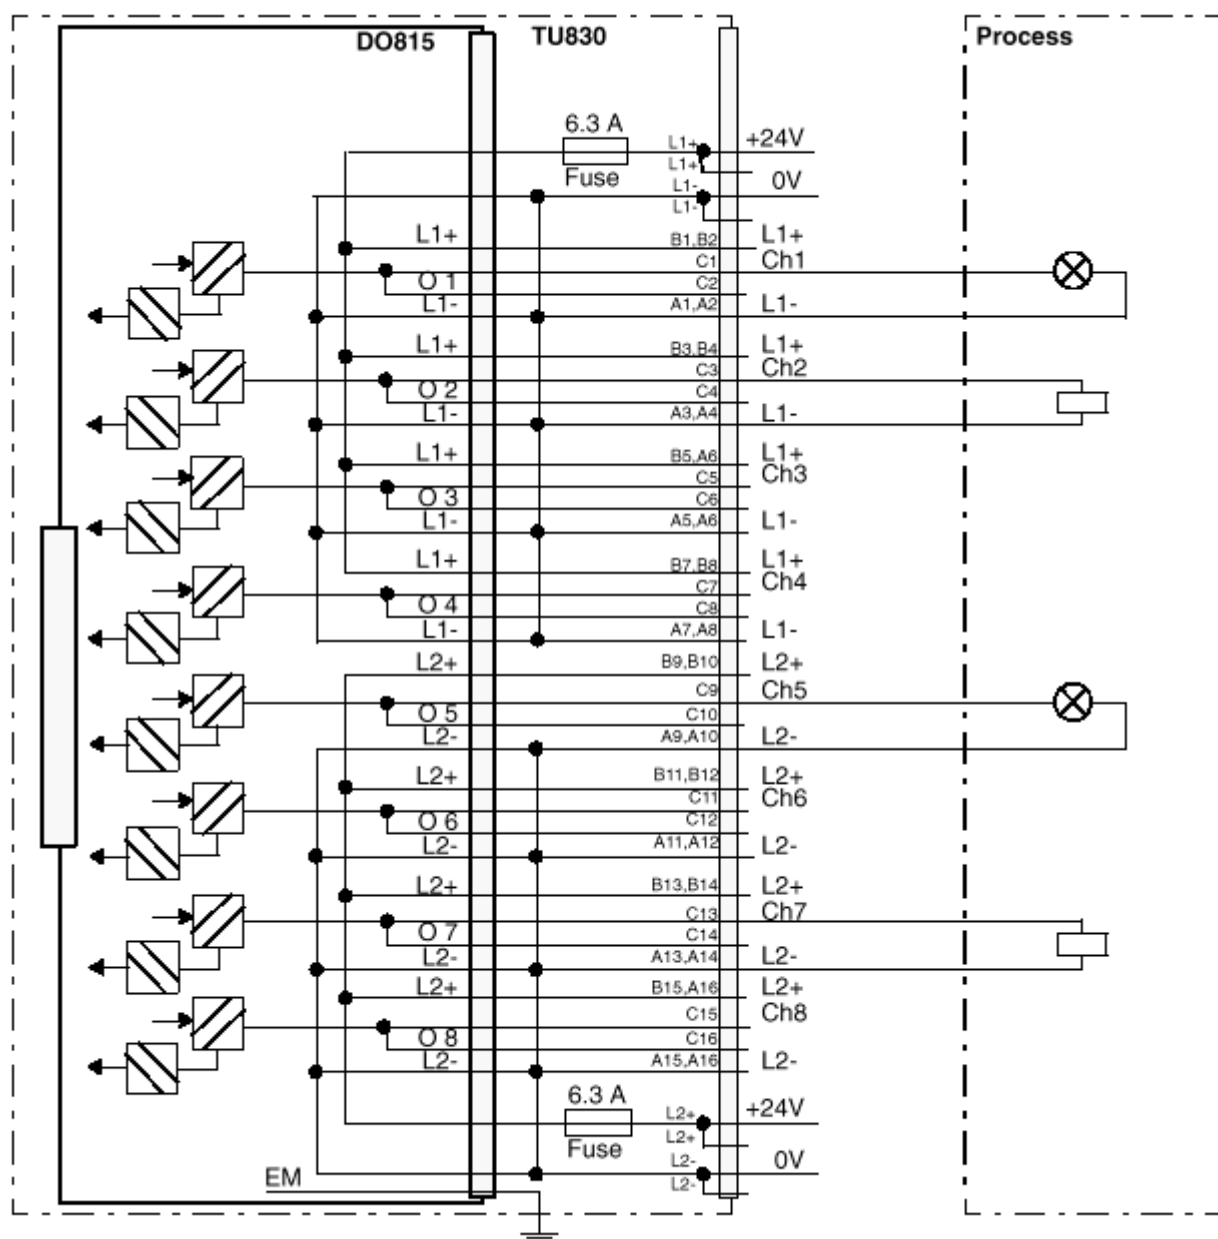 DO815 TU830 Process
6.3 A
L1+ +24V
L1+
Fuse
L1- 0V
L1-
L1+ B1,B2 L1+
C1 Ch1
O 1 C2
L1- A1,A2 L1-
L1+ B3,B4 L1+
C3 Ch2
O 2 C4
L1- A3,A4 L1-
L1+ B5,A6 L1+
C5 Ch3
O 3 C6
L1- A5,A6 L1-
L1+ B7,B8 L1+
C7 Ch4
O 4 C8
L1- A7,A8 L1-
L2+ B9,B10 L2+
C9 Ch5
O 5 C10
L2- A9,A10 L2-
L2+ B11,B12 L2+
C11 Ch6
O 6 C12
L2- A11,A12 L2-
L2+ B13,B14 L2+
C13 Ch7
O 7 C14
L2- A13,A14 L2-
L2+ B15,A16 L2+
C15 Ch8
O 8 C16
L2- A15,A16 L2-
6.3 A
L2+ +24V
L2+
Fuse
L2- 0V
L2-
EM